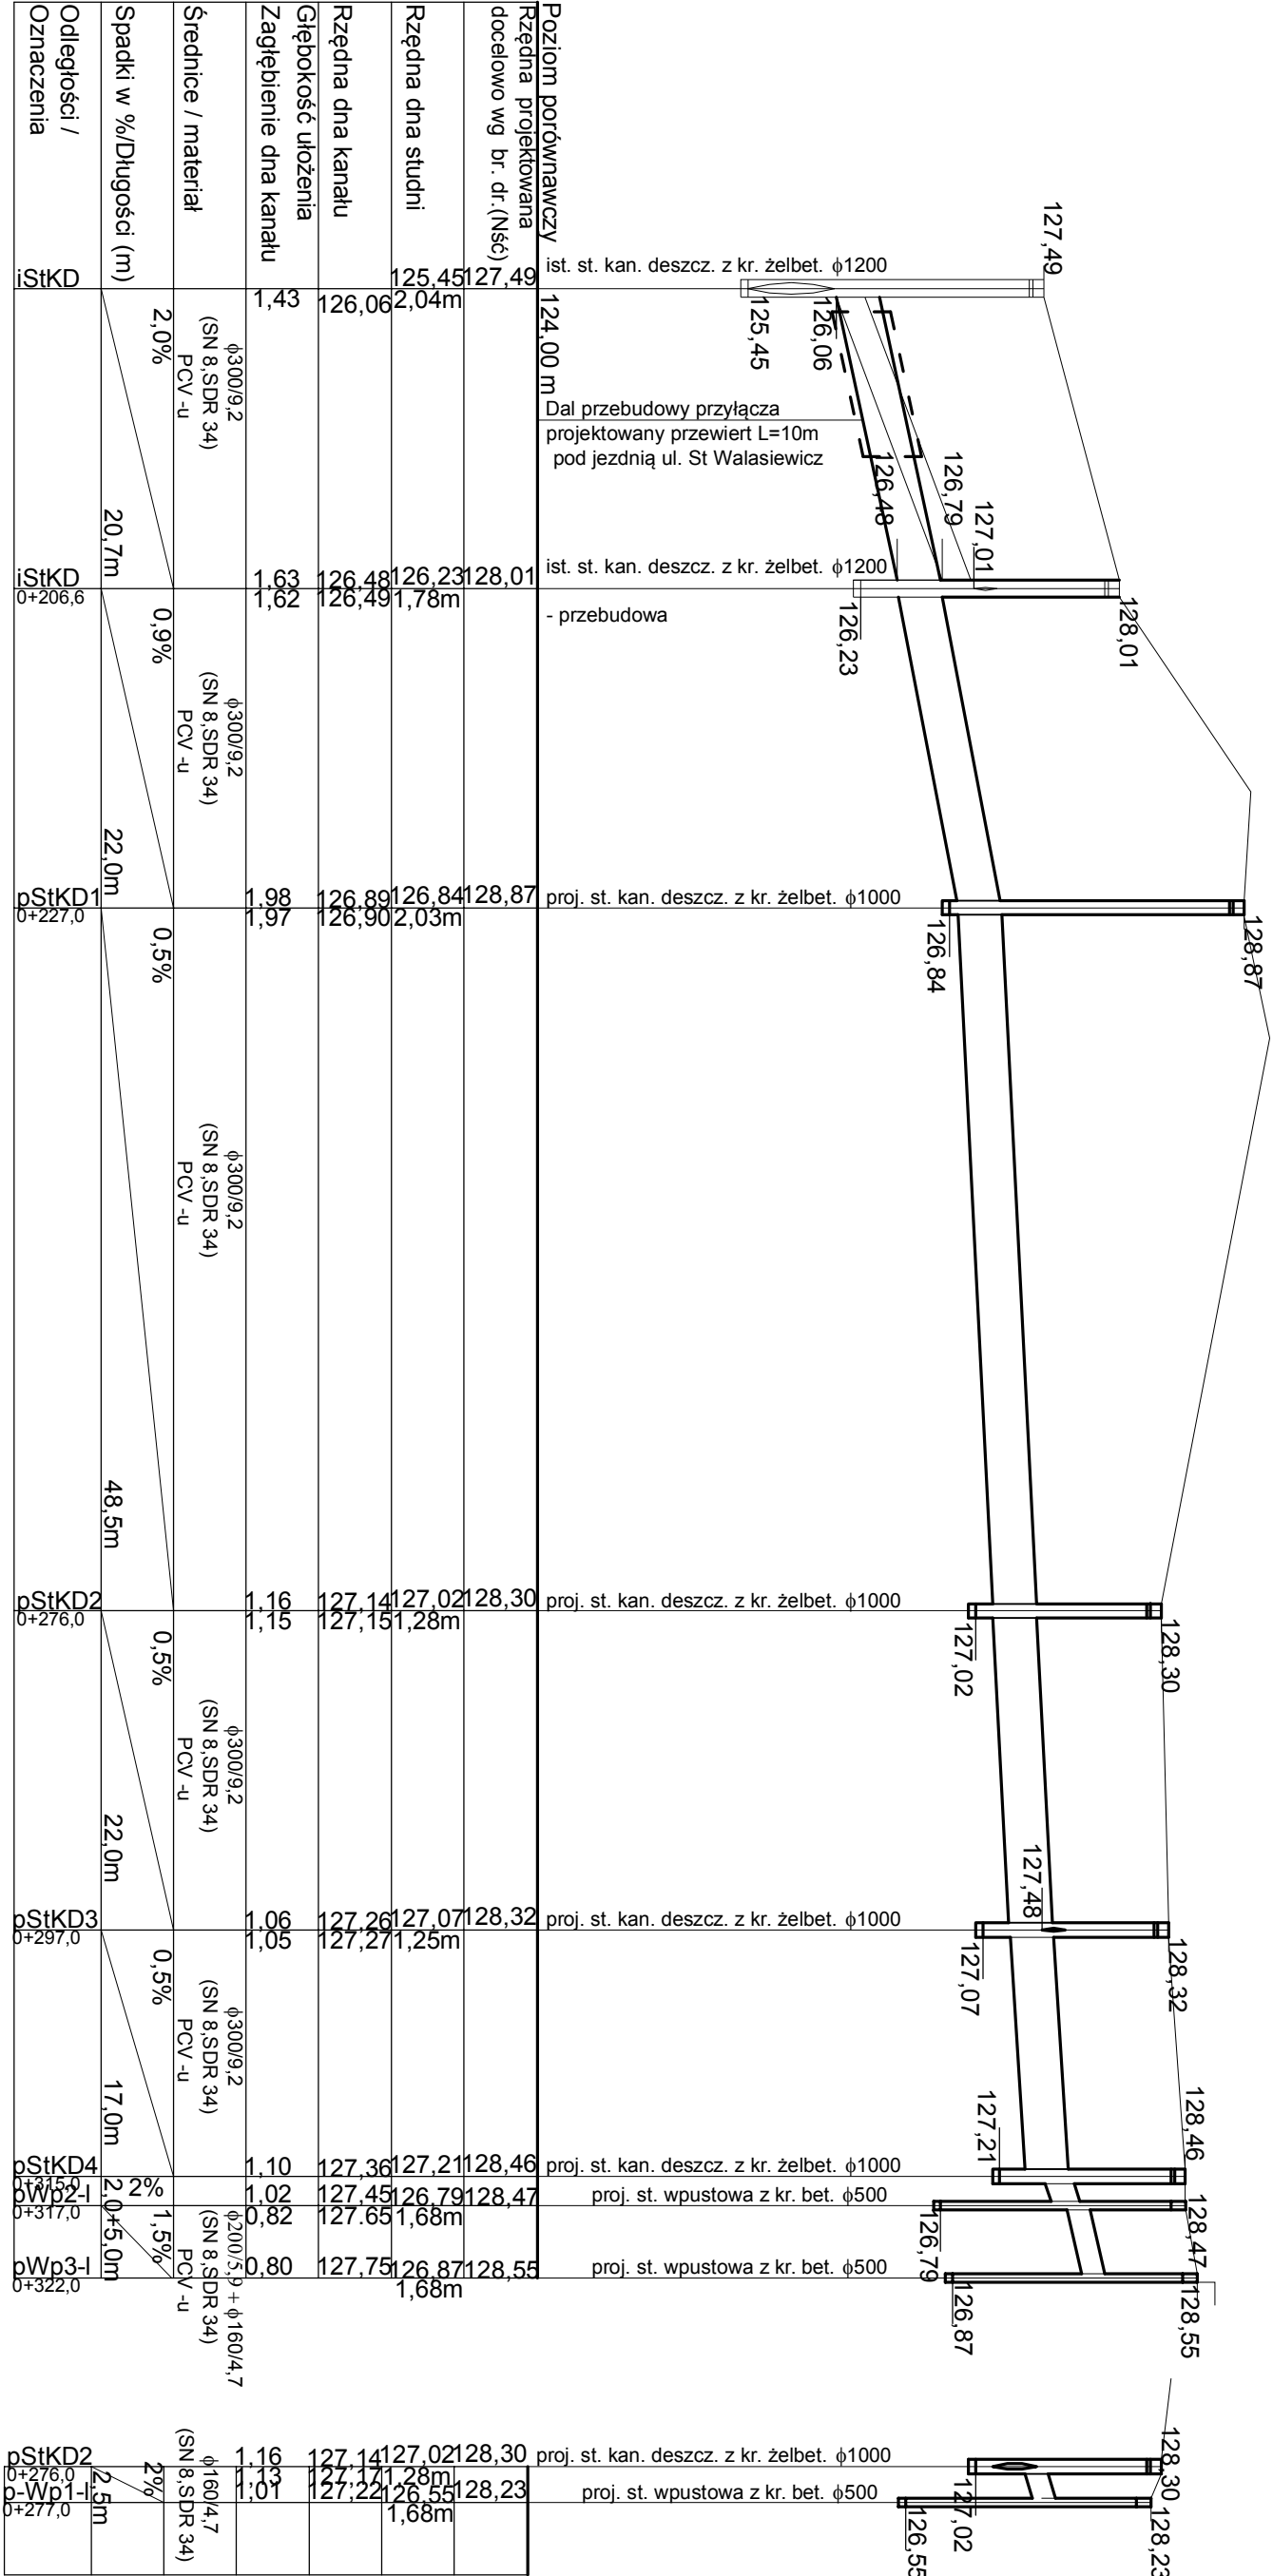 Poziom porównawczy
124,00 m
Rzędna projektowana
docelowo wg br. dr.(Nść)
Rzędna dna studni
Rzędna dna kanału
Głębokość ułożenia
Zagłębienie dna kanału
Średnice / materiał
Spadki w %/Długości (m)
Odległości /
Oznaczenia
127,49
ist. st. kan. deszcz. z kr. żelbet. ϕ1200
125,45
126,06
iStKD
1,43
126,06
125,45
2,04m
127,49
2,0%
20,7m
ϕ300/9,2
(SN 8,SDR 34)
PCV -u
Dal przebudowy przyłącza
projektowany przewiert L=10m
pod jezdnią ul. St Walasiewicz
126,48
126,79
127,01
ist. st. kan. deszcz. z kr. żelbet. ϕ1200
- przebudowa
126,23
128,01
iStKD
0+206,6
1,63
1,62
126,48
126,49
126,23
1,78m
128,01
0,9%
22,0m
ϕ300/9,2
(SN 8,SDR 34)
PCV -u
pStKD1
0+227,0
1,98
1,97
126,89
126,90
126,84
2,03m
128,87
proj. st. kan. deszcz. z kr. żelbet. ϕ1000
126,84
128,87
0,5%
48,5m
ϕ300/9,2
(SN 8,SDR 34)
PCV -u
pStKD2
0+276,0
1,16
1,15
127,14
127,15
127,02
1,28m
128,30
proj. st. kan. deszcz. z kr. żelbet. ϕ1000
127,02
128,30
0,5%
22,0m
ϕ300/9,2
(SN 8,SDR 34)
PCV -u
127,48
pStKD3
0+297,0
1,06
1,05
127,26
127,27
127,07
1,25m
128,32
proj. st. kan. deszcz. z kr. żelbet. ϕ1000
127,07
128,32
0,5%
17,0m
ϕ300/9,2
(SN 8,SDR 34)
PCV -u
127,21
128,46
pStKD4
0+315,0
1,10
127,36
127,21
128,46
proj. st. kan. deszcz. z kr. żelbet. ϕ1000
2%
pWp2-I
0+317,0
1,02
0,82
127,45
127.65
126,79
1,68m
128,47
proj. st. wpustowa z kr. bet. ϕ500
126,79
128,47
2,0+5,0m
1,5%
ϕ200/5,9 + ϕ160/4,7
(SN 8,SDR 34)
PCV -u
pWp3-I
0+322,0
0,80
127,75
126,87
1,68m
128,55
proj. st. wpustowa z kr. bet. ϕ500
126,87
128,55
128,30
pStKD2
0+276,0
1,16
1,13
127,14
127,17
127,02
1,28m
128,30
proj. st. kan. deszcz. z kr. żelbet. ϕ1000
127,02
2%
2,5m
ϕ160/4,7
(SN 8,SDR 34)
p-Wp1-I
0+277,0
1,01
127,22
126,55
1,68m
128,23
proj. st. wpustowa z kr. bet. ϕ500
126,55
128,23